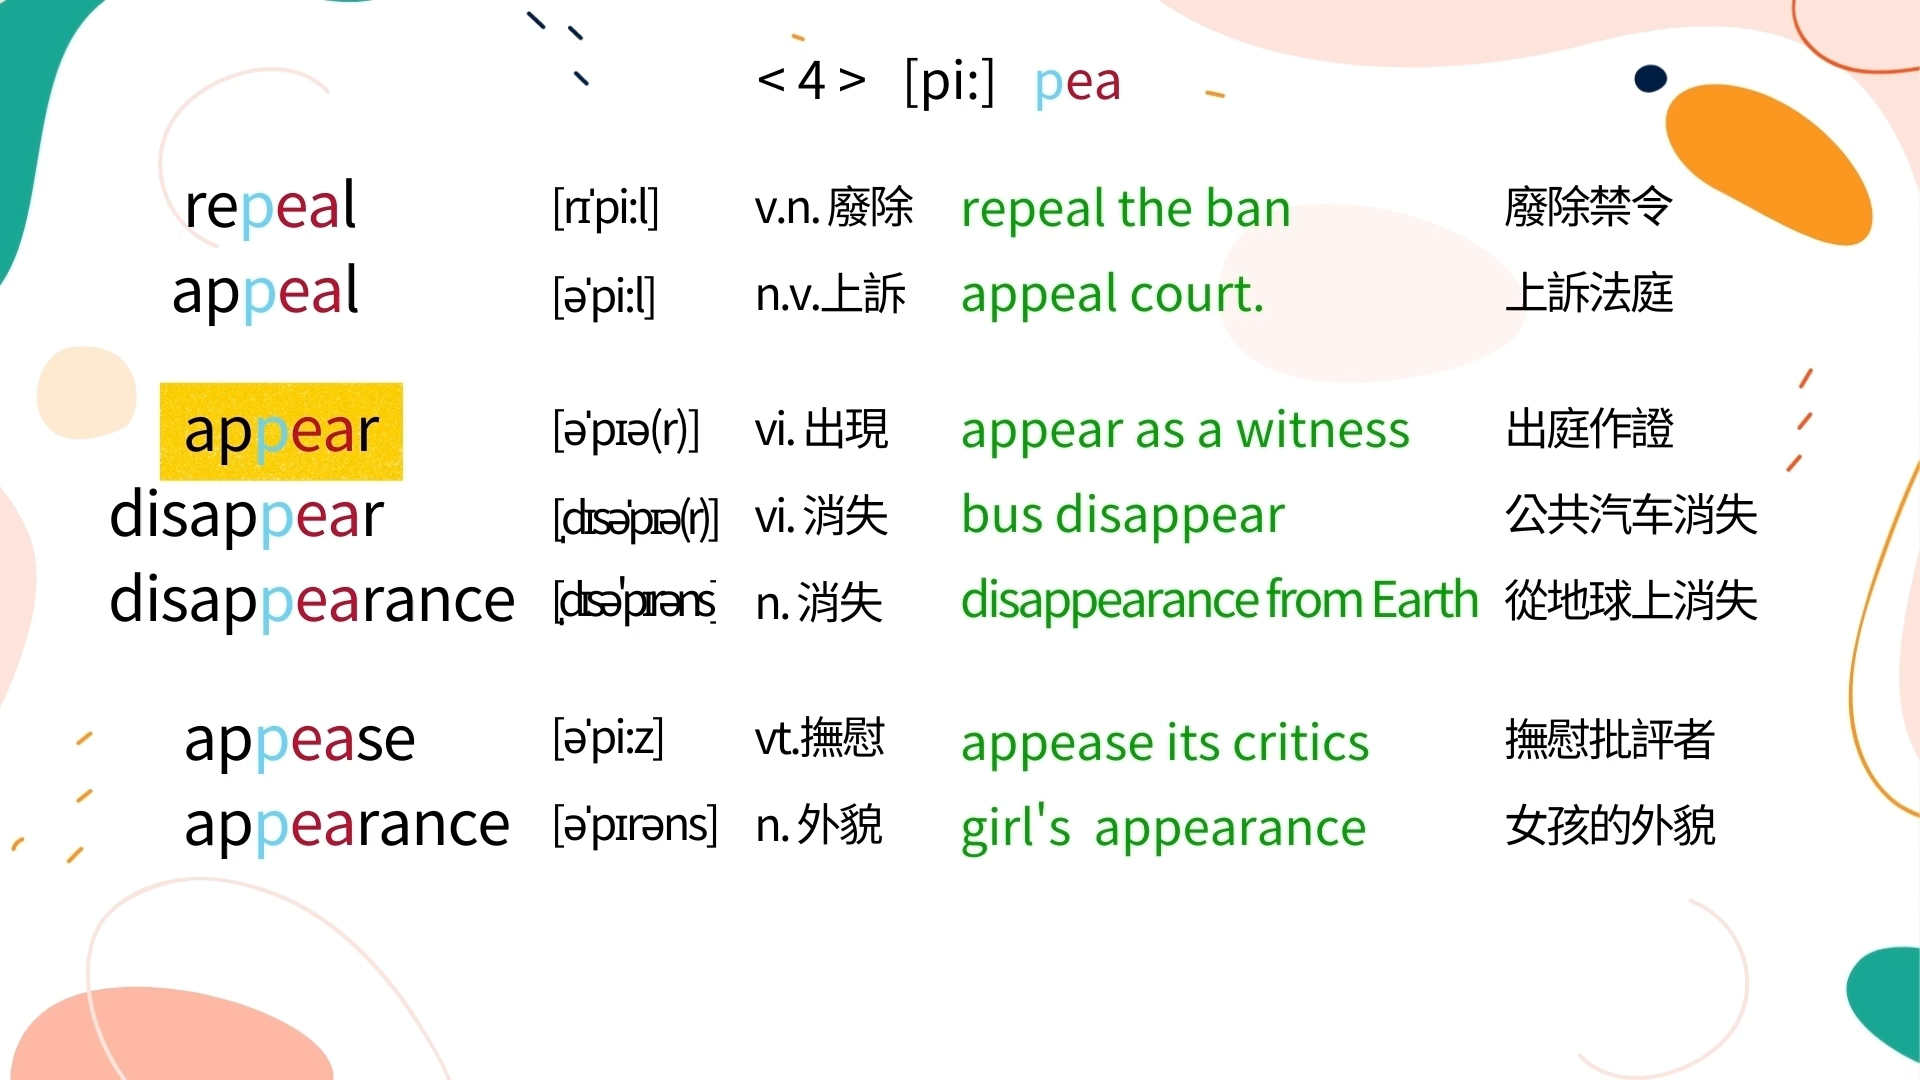 < 4 > [pi:] pea
repeal [rɪ'pi:l] v.n. 廢除 repeal the ban 廢除禁令
appeal [ə'pi:l] n.v.上訴 appeal court. 上訴法庭
appear [ə'pɪə(r)] vi. 出現 appear as a witness 出庭作證
disappear [ˌdɪsə'pɪə(r)] vi. 消失 bus disappear 公共汽车消失
disappearance [ˌdɪsə'pɪrəns] n. 消失 disappearance from Earth 從地球上消失
appease [ə'pi:z] vt.撫慰 appease its critics 撫慰批評者
appearance [ə'pɪrəns] n. 外貌 girl's appearance 女孩的外貌